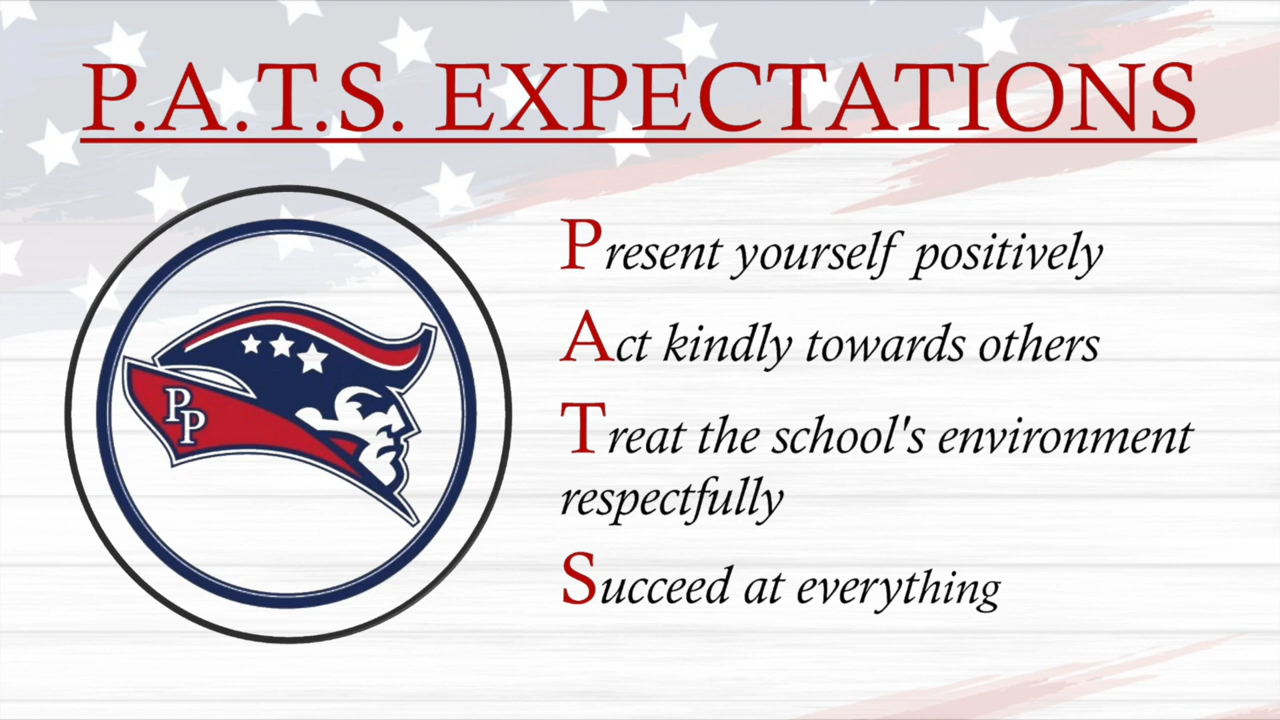 P.A.T.S. EXPECTATIONS
Present yourself positively
Act kindly towards others
Treat the school's environment
respectfully
Succeed at everything
PP